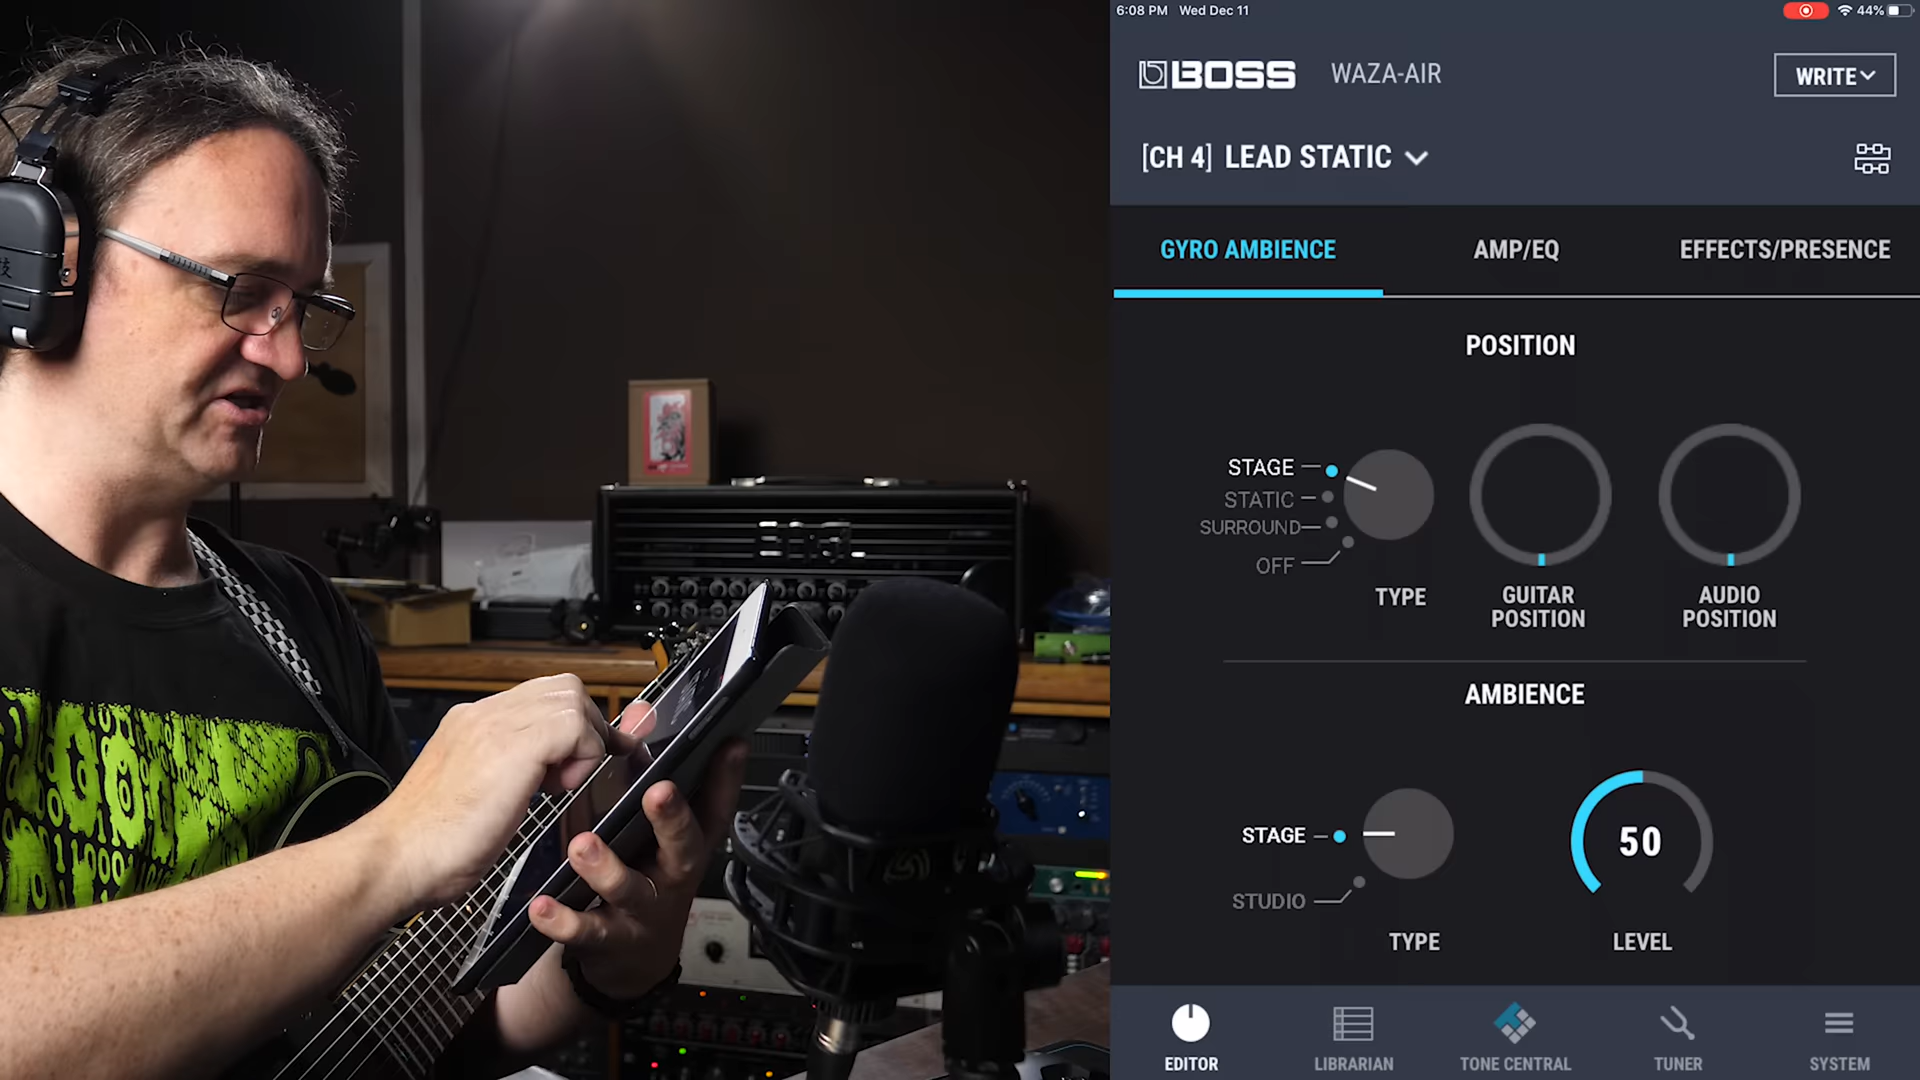 6:08 PM Wed Dec 11
44%
BOSS WAZA-AIR
WRITE
[CH 4] LEAD STATIC
GYRO AMBIENCE
AMP/EQ
EFFECTS/PRESENCE
POSITION
STAGE
STATIC
SURROUND
OFF
TYPE
GUITAR
POSITION
AUDIO
POSITION
AMBIENCE
STAGE
STUDIO
TYPE
50
LEVEL
EDITOR
LIBRARIAN
TONE CENTRAL
TUNER
SYSTEM